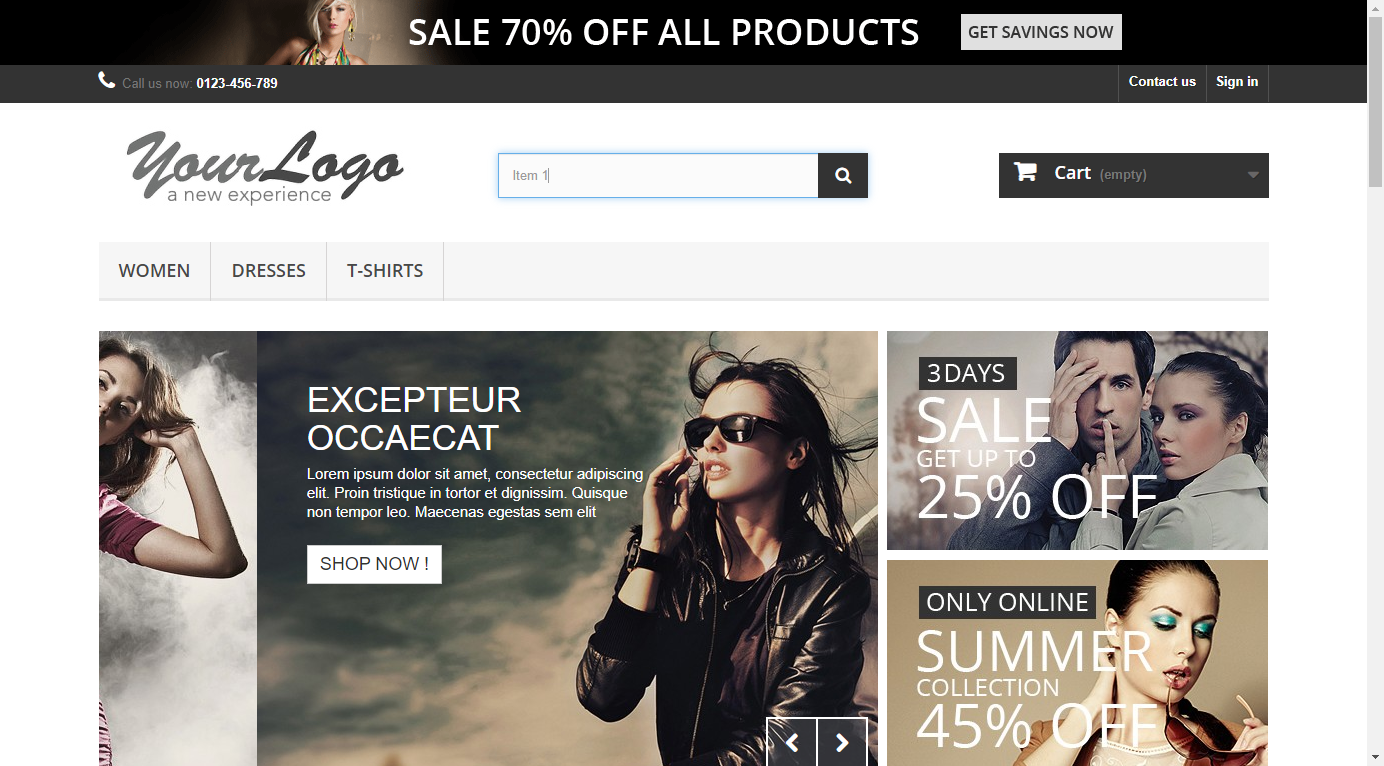 SALE 70% OFF ALL PRODUCTS
GET SAVINGS NOW
Call us now: 0123-456-789
Contact us
Sign in
YourLogo
a new experience
Item 1
Cart (empty)
WOMEN
DRESSES
T-SHIRTS
EXCEPTEUR
OCCAECAT
Lorem ipsum dolor sit amet, consectetur adipiscing
elit. Proin tristique in tortor et dignissim. Quisque
non tempor leo. Maecenas egestas sem elit
SHOP NOW !
3 DAYS
SALE
GET UP TO
25% OFF
ONLY ONLINE
SUMMER
COLLECTION
45% OFF